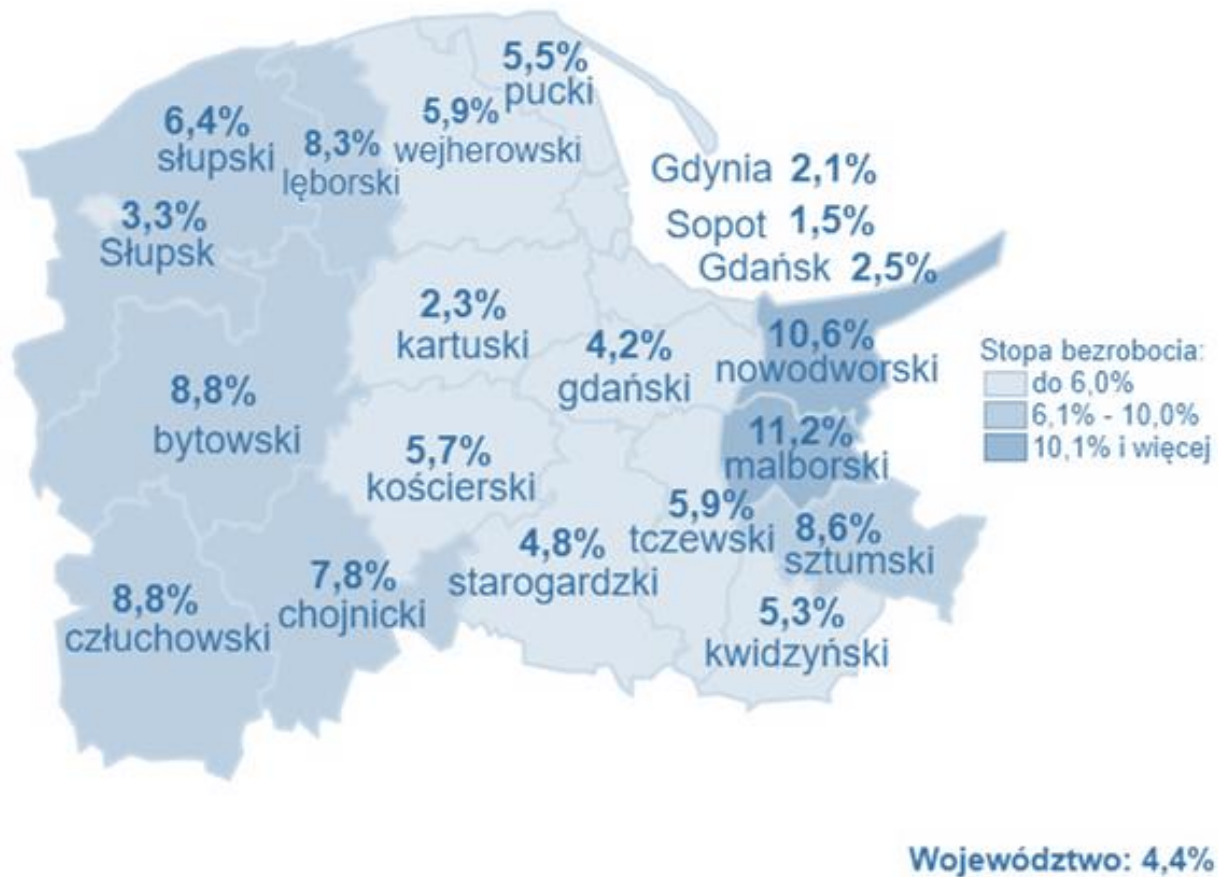 5,5%
pucki
5,9%
wejherowski
6,4%
słupski
8,3%
lęborski
Gdynia 2,1%
3,3%
Słupsk
Sopot 1,5%
Gdańsk 2,5%
2,3%
kartuski
4,2%
gdański
10,6%
nowodworski
Stopa bezrobocia:
do 6,0%
6,1% - 10,0%
10,1% i więcej
8,8%
bytowski
5,7%
kościerski
11,2%
malborski
5,9%
tczewski
8,6%
sztumski
4,8%
starogardzki
7,8%
chojnicki
8,8%
człuchowski
5,3%
kwidzyński
Województwo: 4,4%